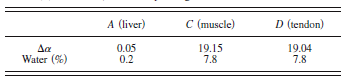 A (liver) C (muscle) D (tendon)
Δα 0.05 19.15 19.04
Water (%) 0.2 7.8 7.8